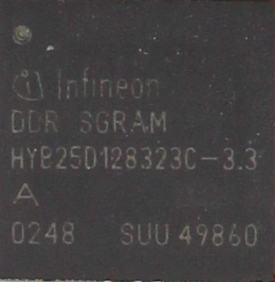 Infineon
DDR SGRAM
HYB25D128323C-3.3
A
0248 SUU 49860